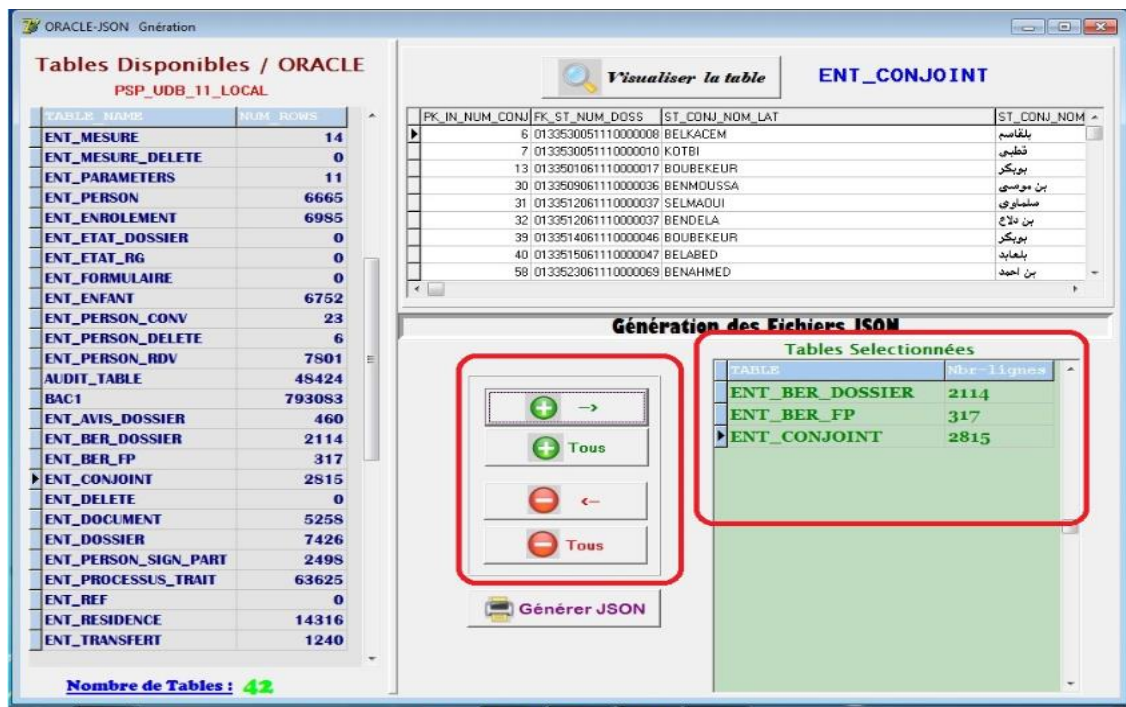 ORACLE-JSON Gnération
Tables Disponibles / ORACLE
PSP_UDB_11_LOCAL
TABLE_NAME NUM_ROWS
ENT_MESURE 14
ENT_MESURE_DELETE 0
ENT_PARAMETERS 11
ENT_PERSON 6665
ENT_ENROLEMENT 6985
ENT_ETAT_DOSSIER 0
ENT_ETAT_RG 0
ENT_FORMULAIRE 0
ENT_ENFANT 6752
ENT_PERSON_CONV 23
ENT_PERSON_DELETE 6
ENT_PERSON_RDV 7801
AUDIT_TABLE 48424
BAC1 793083
ENT_AVIS_DOSSIER 460
ENT_BER_DOSSIER 2114
ENT_BER_FP 317
ENT_CONJOINT 2815
ENT_DELETE 0
ENT_DOCUMENT 5258
ENT_DOSSIER 7426
ENT_PERSON_SIGN_PART 2498
ENT_PROCESSUS_TRAIT 63625
ENT_REF 0
ENT_RESIDENCE 14316
ENT_TRANSFERT 1240
Nombre de Tables : 42
Visualiser la table ENT_CONJOINT
PK_IN_NUM_CONJ FK_ST_NUM_DOSS ST_CONJ_NOM_LAT ST_CONJ_NOM
6 0133530051110000008 BELKACEM بلقاسم
7 0133530051110000010 KOTBI قطبي
13 0133501061110000017 BOUBEKEUR بوبكر
30 0133509061110000036 BENMOUSSA بن موسى
31 0133512061110000037 SELMAOUI سلماوي
32 0133512061110000037 BENDELA بن دلاع
39 0133514061110000046 BOUBEKEUR بوبكر
40 0133515061110000047 BELABED بلعابد
58 0133523061110000069 BENAHMED بن احمد
Génération des Fichiers JSON
-->
Tous
<--
Tous
Générer JSON
Tables Selectionnées
TABLE Nbr-lignes
ENT_BER_DOSSIER 2114
ENT_BER_FP 317
ENT_CONJOINT 2815